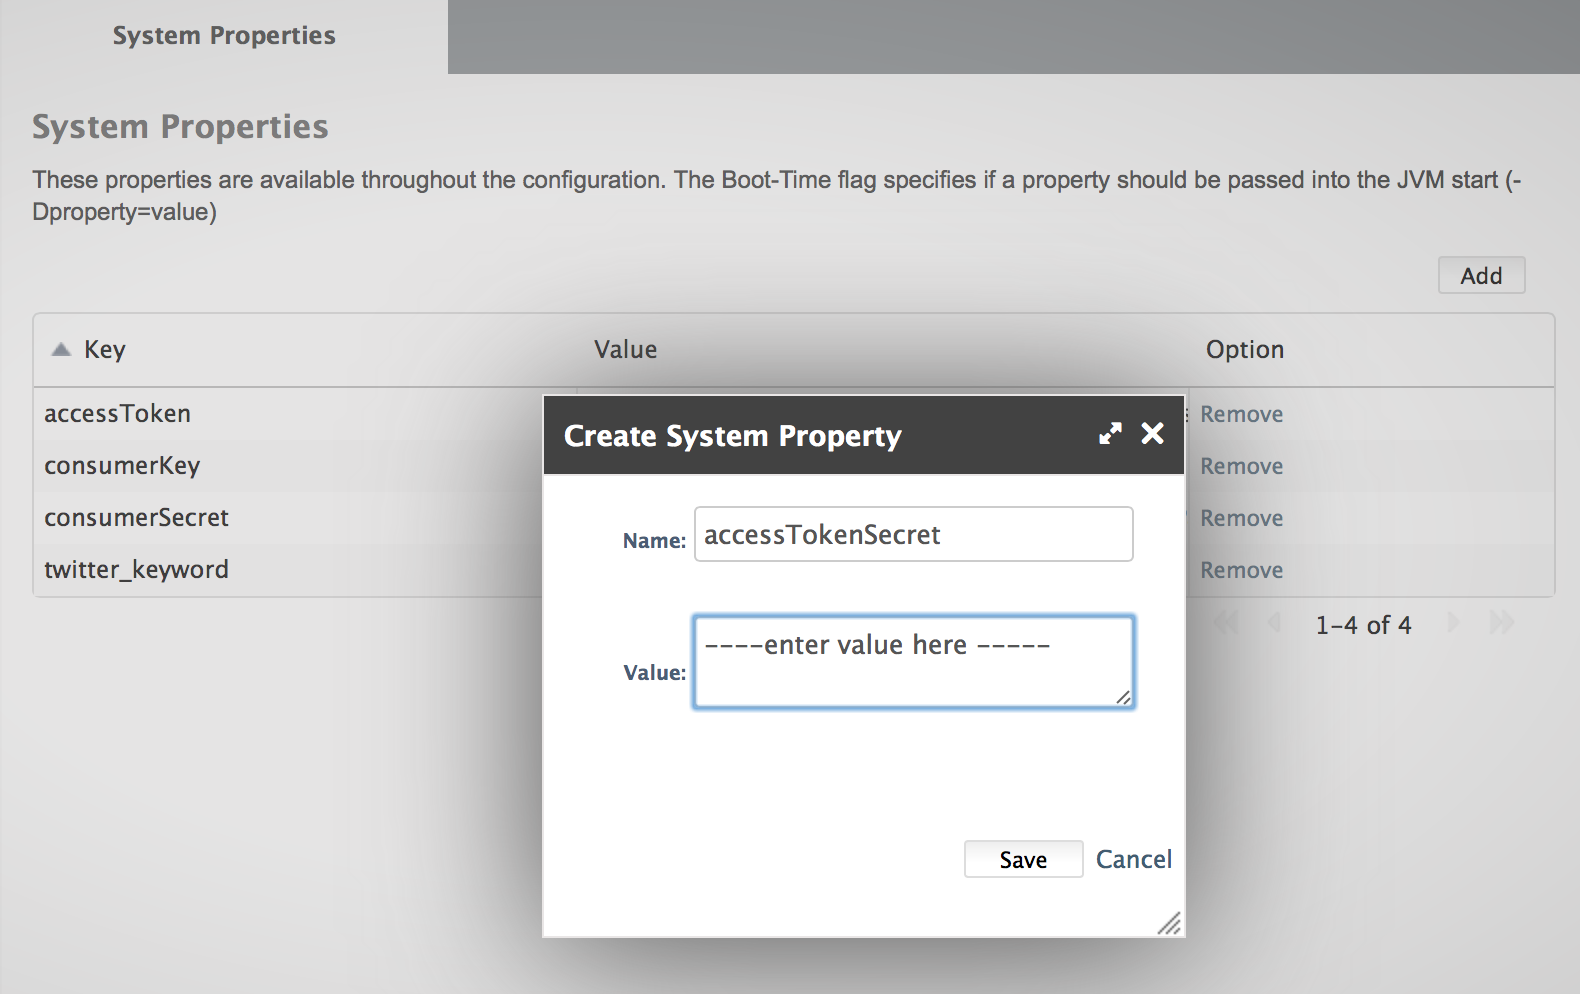 System Properties
System Properties
These properties are available throughout the configuration. The Boot-Time flag specifies if a property should be passed into the JVM start (-
Dproperty=value)
Add
Key Value Option
accessToken Remove
consumerKey Remove
consumerSecret Remove
twitter_keyword Remove
1-4 of 4
Create System Property
Name: accessTokenSecret
Value: ----enter value here -----
Save Cancel